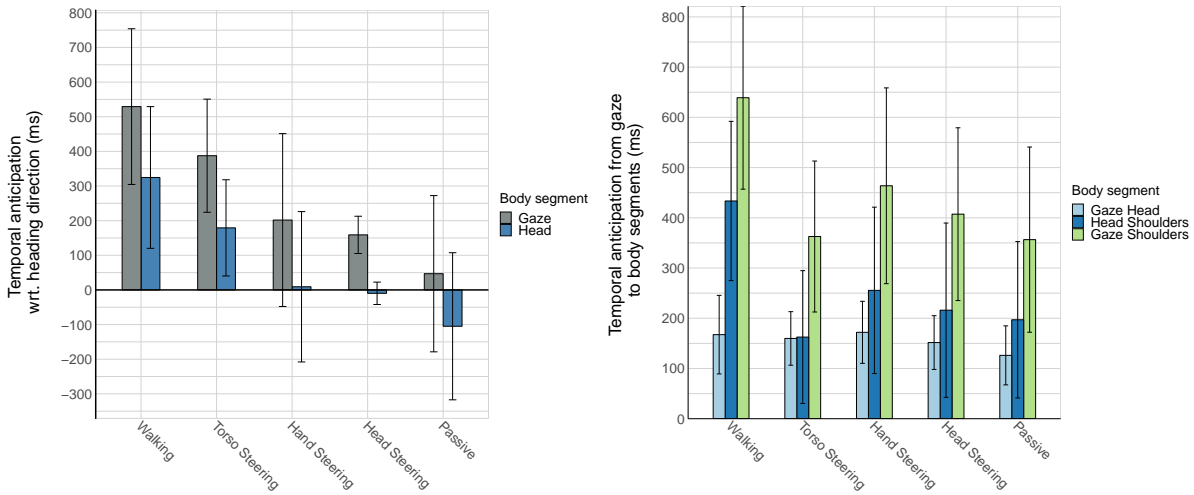 Temporal anticipation
wrt. heading direction (ms)
800
700
600
500
400
300
200
100
0
−100
−200
−300
Walking
Torso Steering
Hand Steering
Head Steering
Passive
Body segment
Gaze
Head
Temporal anticipation from gaze
to body segments (ms)
800
700
600
500
400
300
200
100
0
Walking
Torso Steering
Hand Steering
Head Steering
Passive
Body segment
Gaze Head
Head Shoulders
Gaze Shoulders